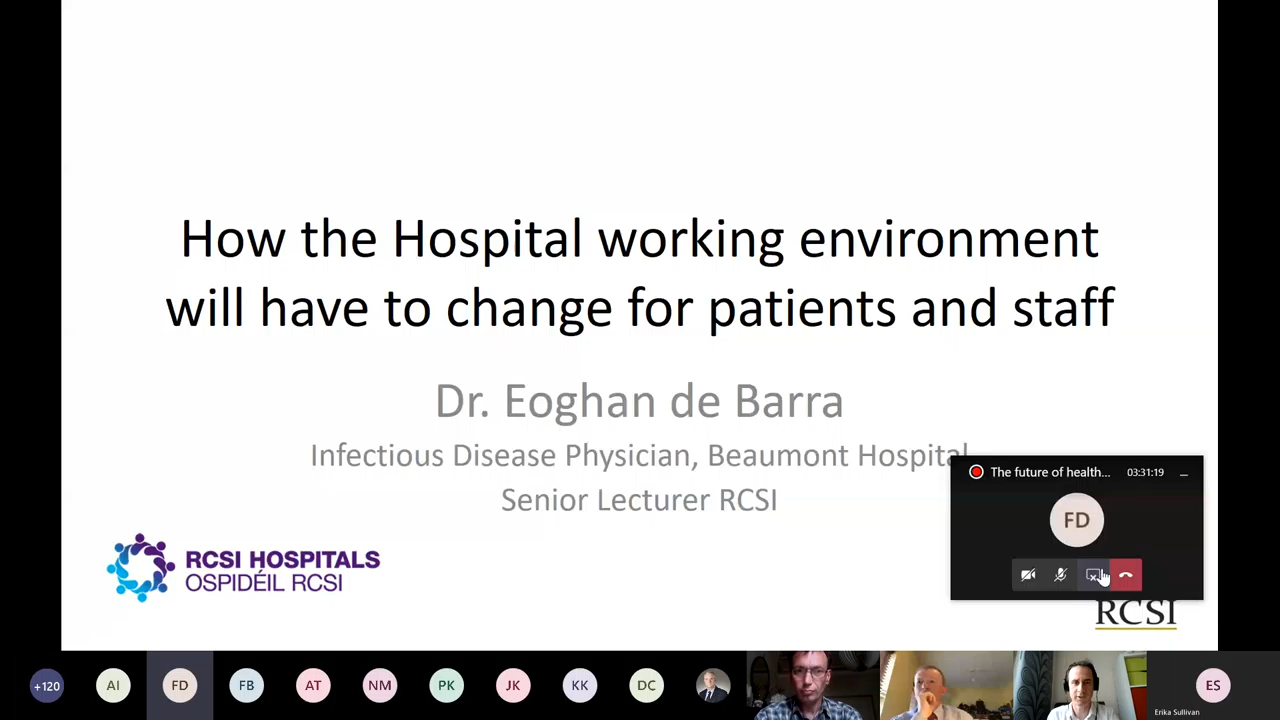 How the Hospital working environment
will have to change for patients and staff
Dr. Eoghan de Barra
Infectious Disease Physician, Beaumont Hospital
Senior Lecturer RCSI
RCSI HOSPITALS
OSPIDÉIL RCSI
The future of health... 03:31:19
FD
RCSI
+120 AI FD FB AT NM PK JK KK DC ES
Erika Sullivan